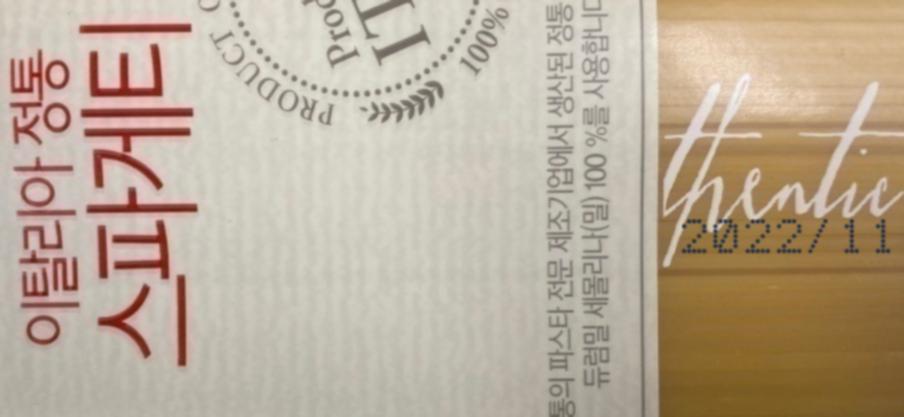 이탈리아 정통
스파게티
PRODUCT
Prod
IT
100%
PRODUCT
통의 파스타 전문 제조기업에서 생산된 정통
듀럼밀 세몰리나(밀) 100 %를 사용합니다
thentic
2022/11